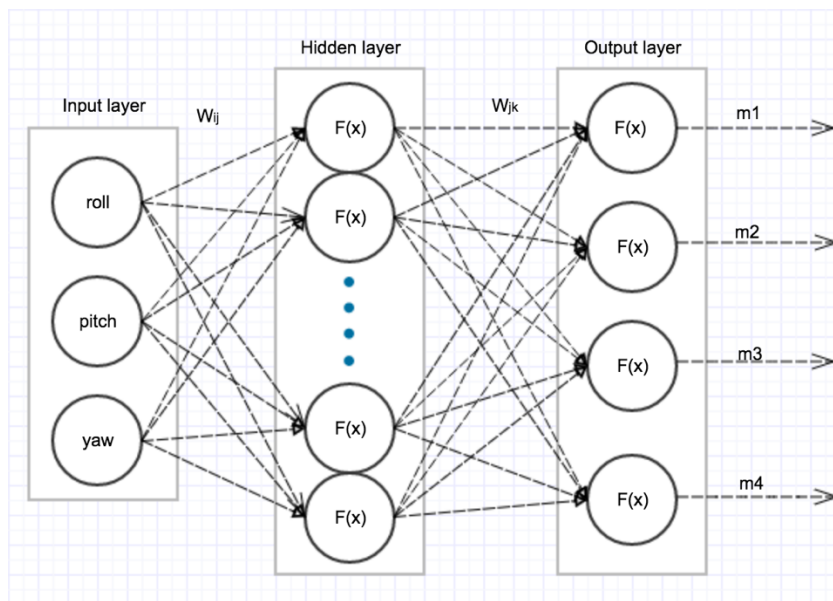 Hidden layer
Output layer
Input layer
Wij
Wjk
F(x)
F(x)
m1
roll
F(x)
F(x)
m2
pitch
F(x)
m3
yaw
F(x)
F(x)
F(x)
m4